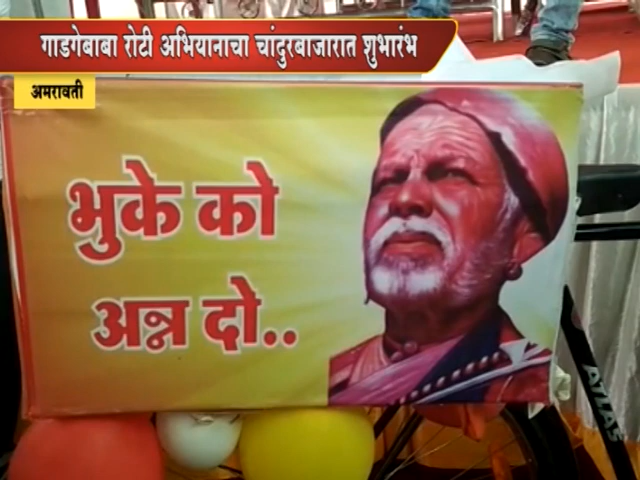 गाडगेबाबा रोटी अभियानाचा चांदुरबाजारात शुभारंभ
अमरावती
भुके को
अन्न दो..
ATLAS